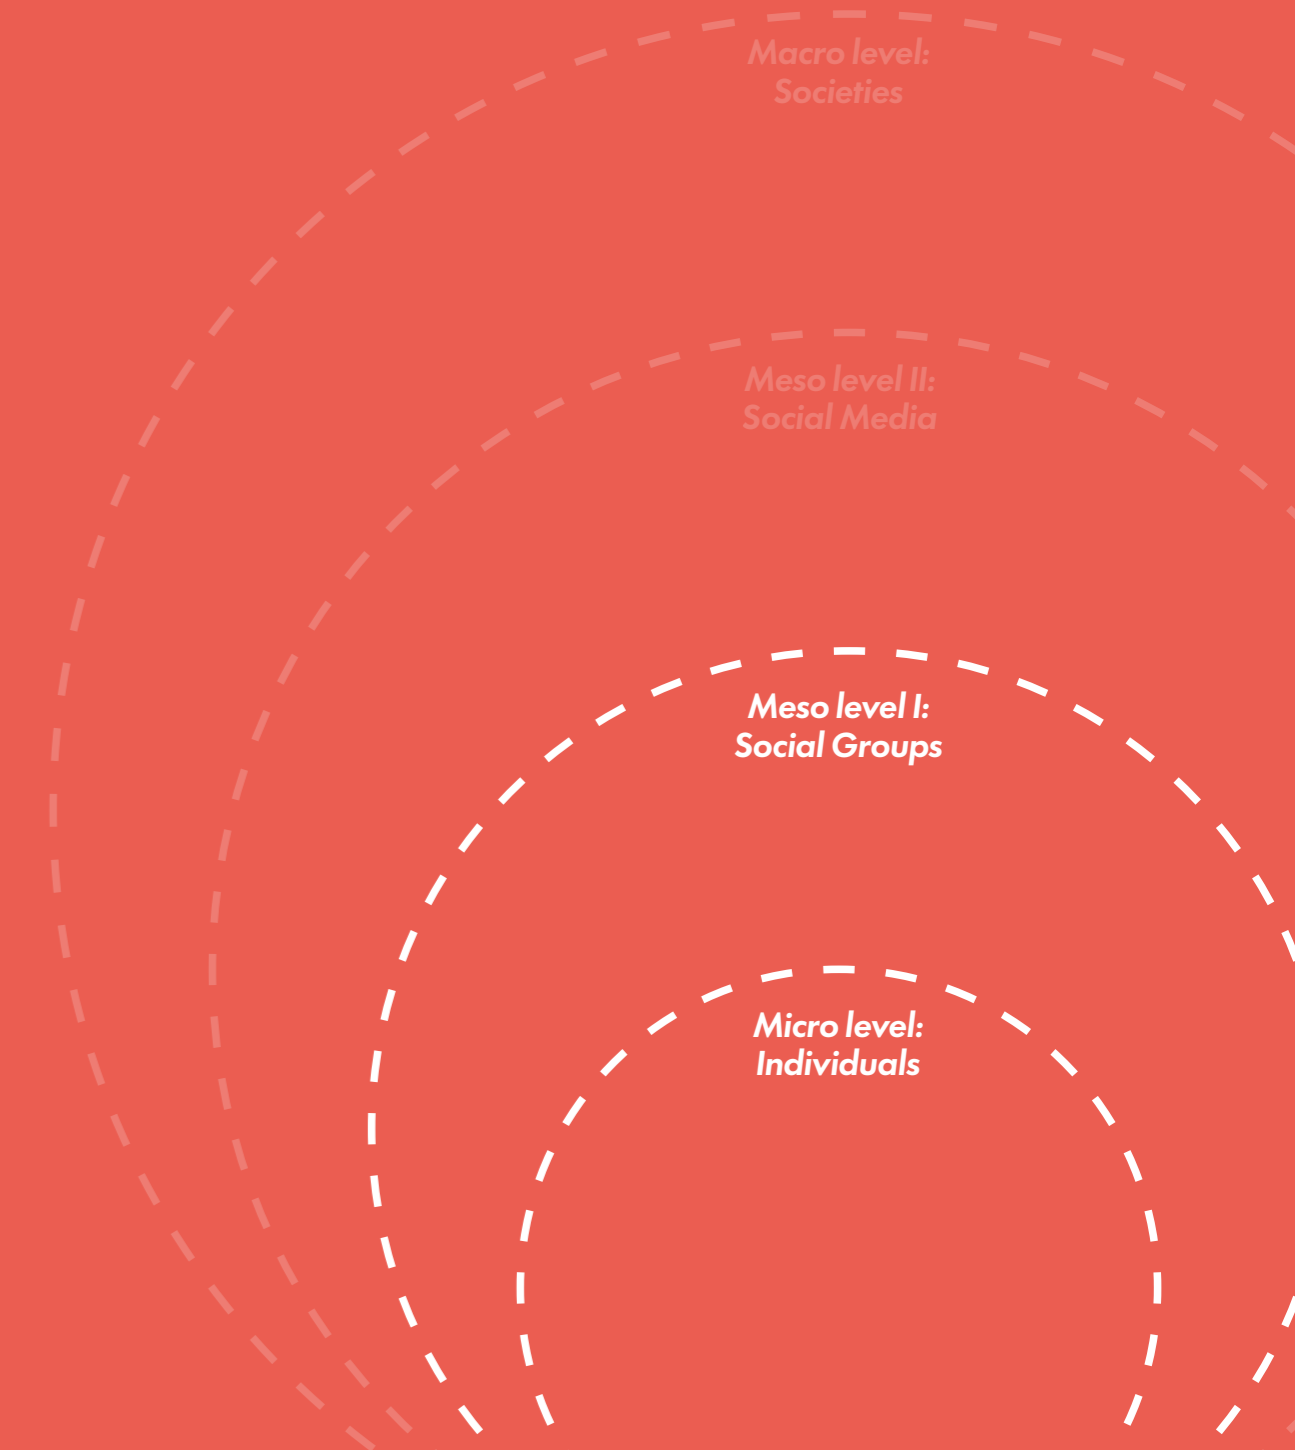 Macro level:
Societies
Meso level II:
Social Media
Meso level I:
Social Groups
Micro level:
Individuals